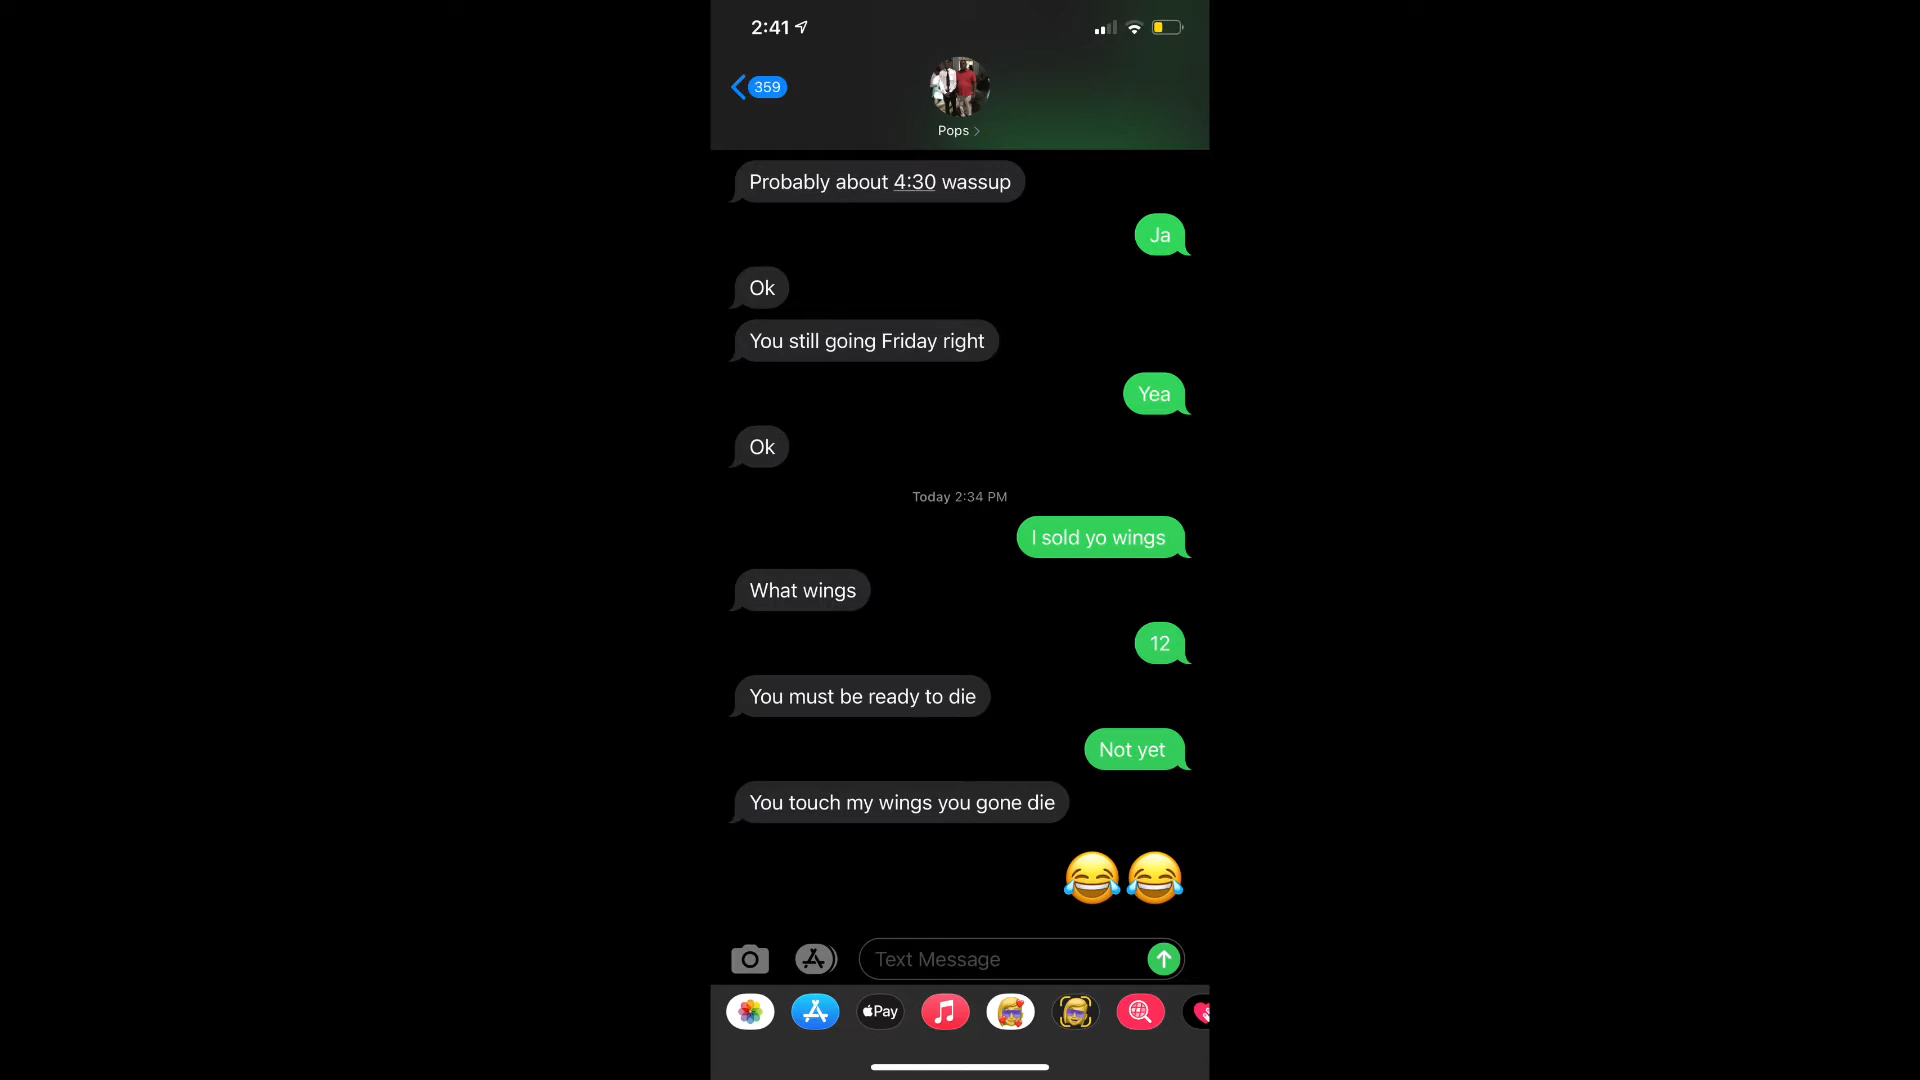 2:41
359
Pops
Probably about 4:30 wassup
Ja
Ok
You still going Friday right
Yea
Ok
Today 2:34 PM
I sold yo wings
What wings
12
You must be ready to die
Not yet
You touch my wings you gone die
Text Message
Pay